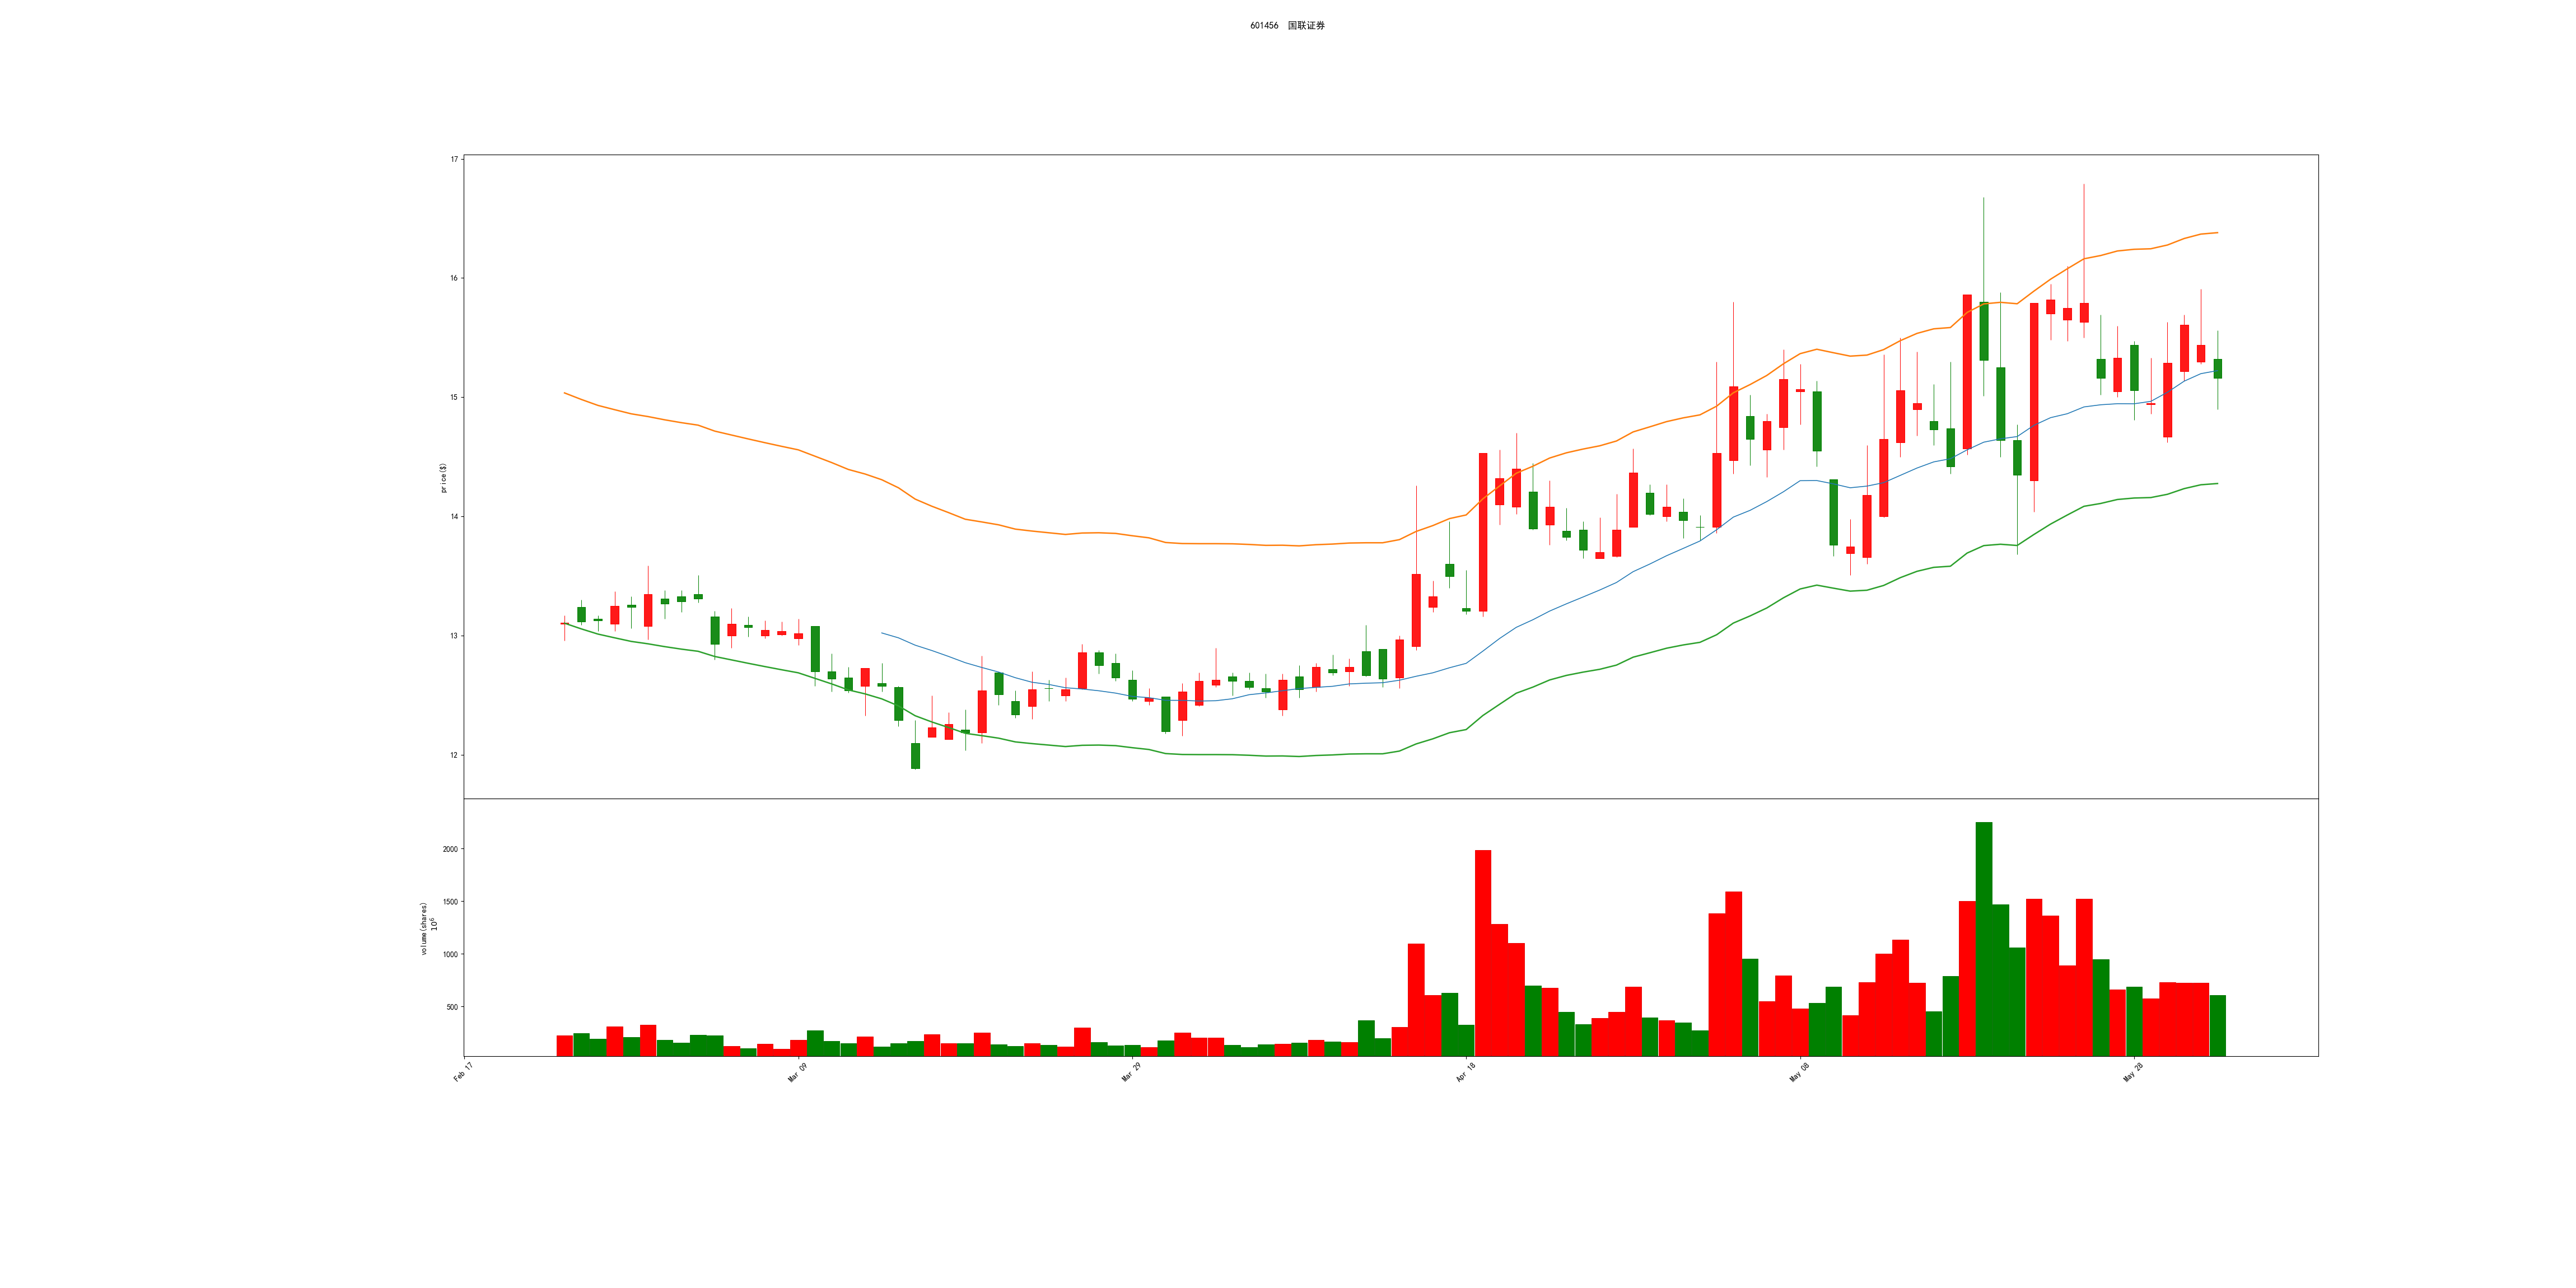 601456 国联证券
17
16
15
14
13
12
price($)
2000
1500
1000
500
volume(shares)
10⁶
Feb 17
Mar 09
Mar 29
Apr 18
May 08
May 28